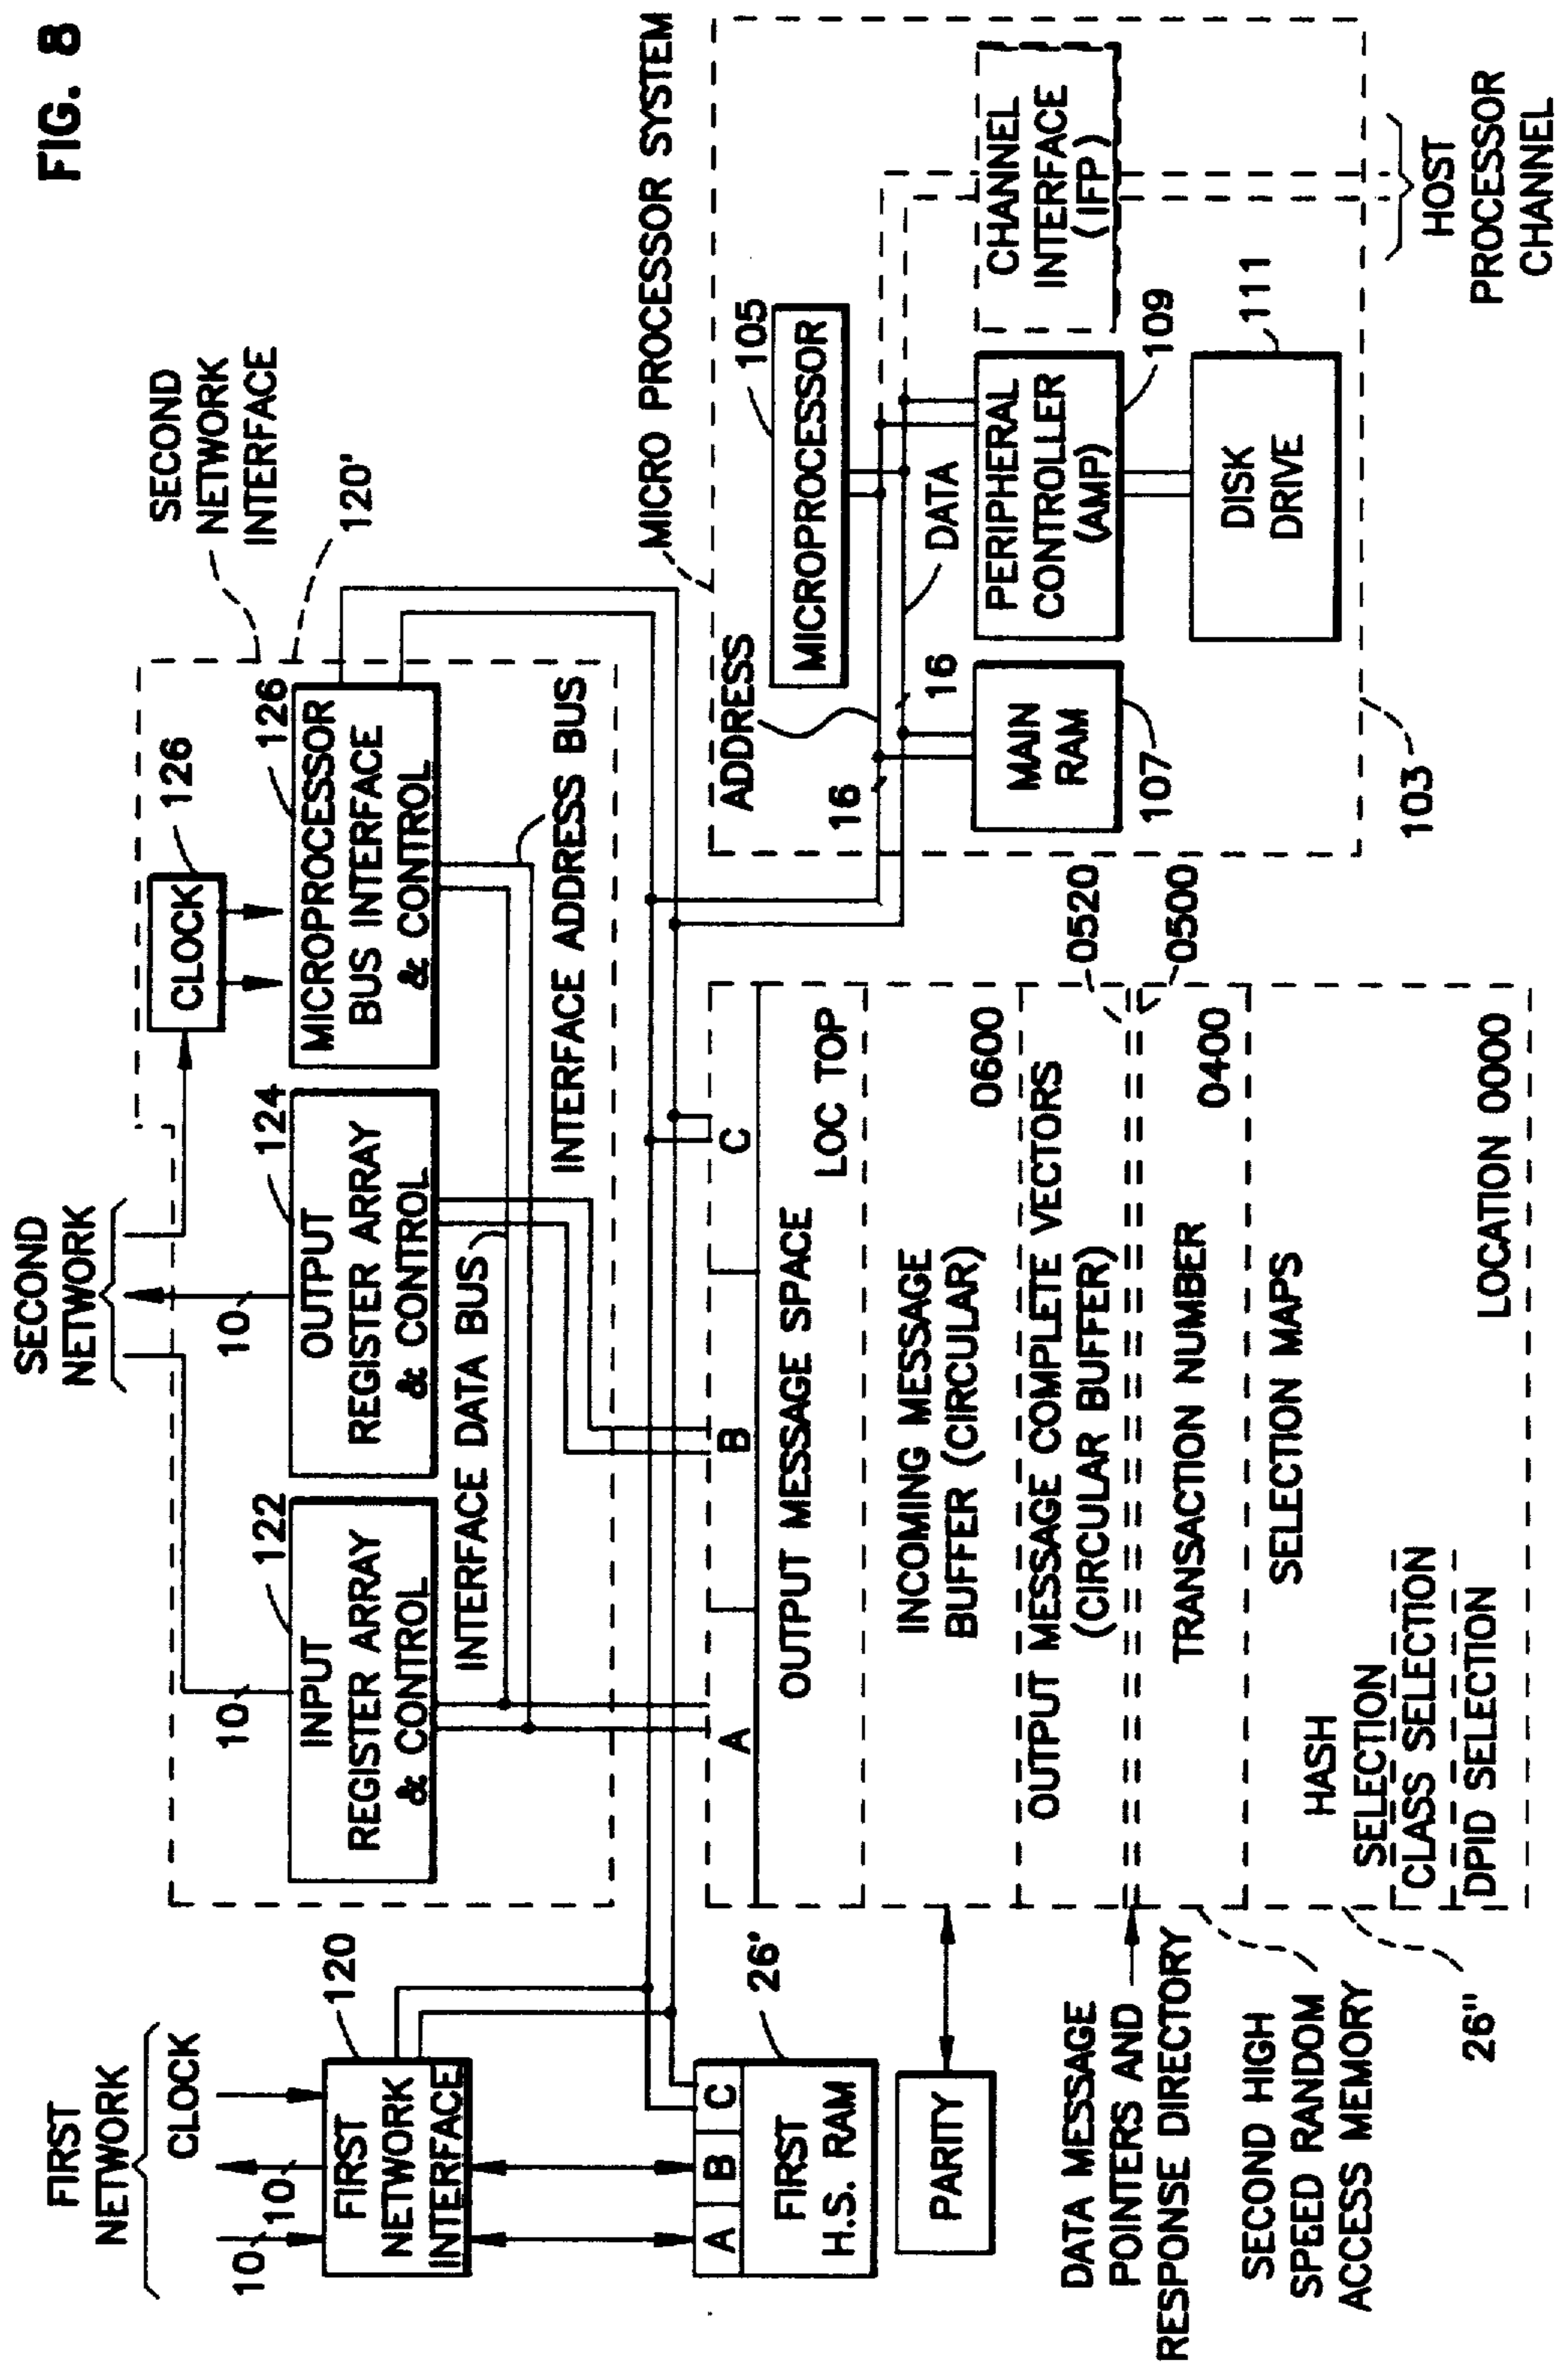 FIG. 8
FIRST
NETWORK
CLOCK
10
10
120
FIRST
NETWORK
INTERFACE
A
B
C
FIRST
H.S. RAM
26'
PARITY
DATA MESSAGE
POINTERS AND
RESPONSE DIRECTORY
SECOND HIGH
SPEED RANDOM
ACCESS MEMORY
26"
SECOND
NETWORK
10
10
122
INPUT
REGISTER ARRAY
& CONTROL
124
OUTPUT
REGISTER ARRAY
& CONTROL
CLOCK
126
126
MICROPROCESSOR
BUS INTERFACE
& CONTROL
SECOND
NETWORK
INTERFACE
120'
INTERFACE DATA BUS
INTERFACE ADDRESS BUS
A
B
C
OUTPUT MESSAGE SPACE
LOC TOP
INCOMING MESSAGE
BUFFER (CIRCULAR)
0600
OUTPUT MESSAGE COMPLETE VECTORS
(CIRCULAR BUFFER)
0520
0500
TRANSACTION NUMBER
0400
SELECTION MAPS
HASH
SELECTION
CLASS SELECTION
DPID SELECTION
LOCATION 0000
MICRO PROCESSOR SYSTEM
ADDRESS
16
16
DATA
105
MICROPROCESSOR
MAIN
RAM
107
PERIPHERAL
CONTROLLER
(AMP)
109
CHANNEL
INTERFACE
(IFP)
DISK
DRIVE
111
103
HOST
PROCESSOR
CHANNEL